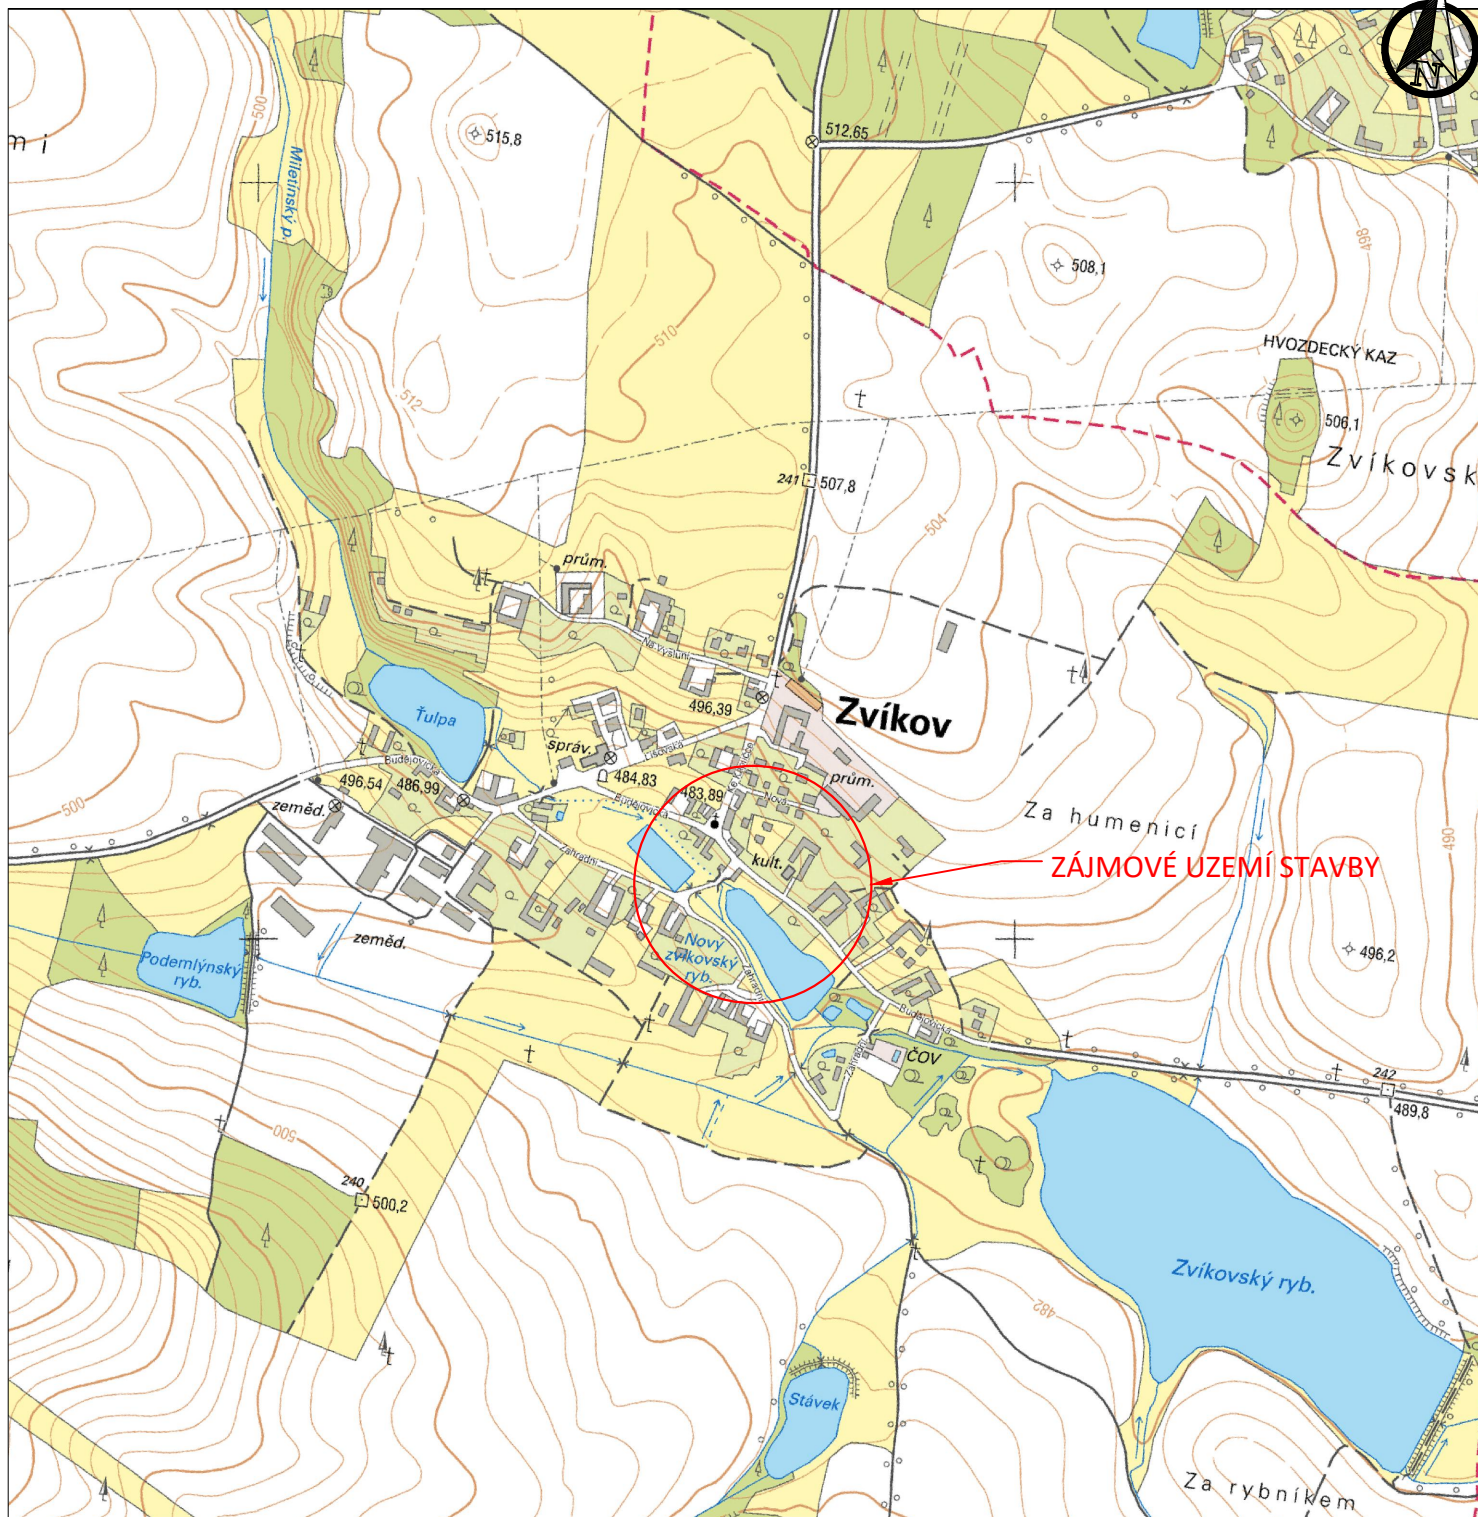 N
m i
500
Miletínský p.
515,8
512,65
508,1
498
HVOZDECKÝ KAZ
506,1
Zvíkovsk
510
512
241
507,8
504
prům.
Na Výsluní
496,39
Zvíkov
Ťulpa
správ.
Lišovská
Budějovická
496,54
486,99
484,83
483,89
Budějovická
Nová
prům.
500
zeměd.
Za humenicí
490
Zahradní
kult.
ZÁJMOVÉ UZEMÍ STAVBY
zeměd.
Nový
zvíkovský
ryb.
Zahradní
496,2
Podemlýnský
ryb.
Budějovická
ČOV
Zahradní
242
489,8
500
240
500,2
482
Zvíkovský ryb.
Stávek
Za rybníkem